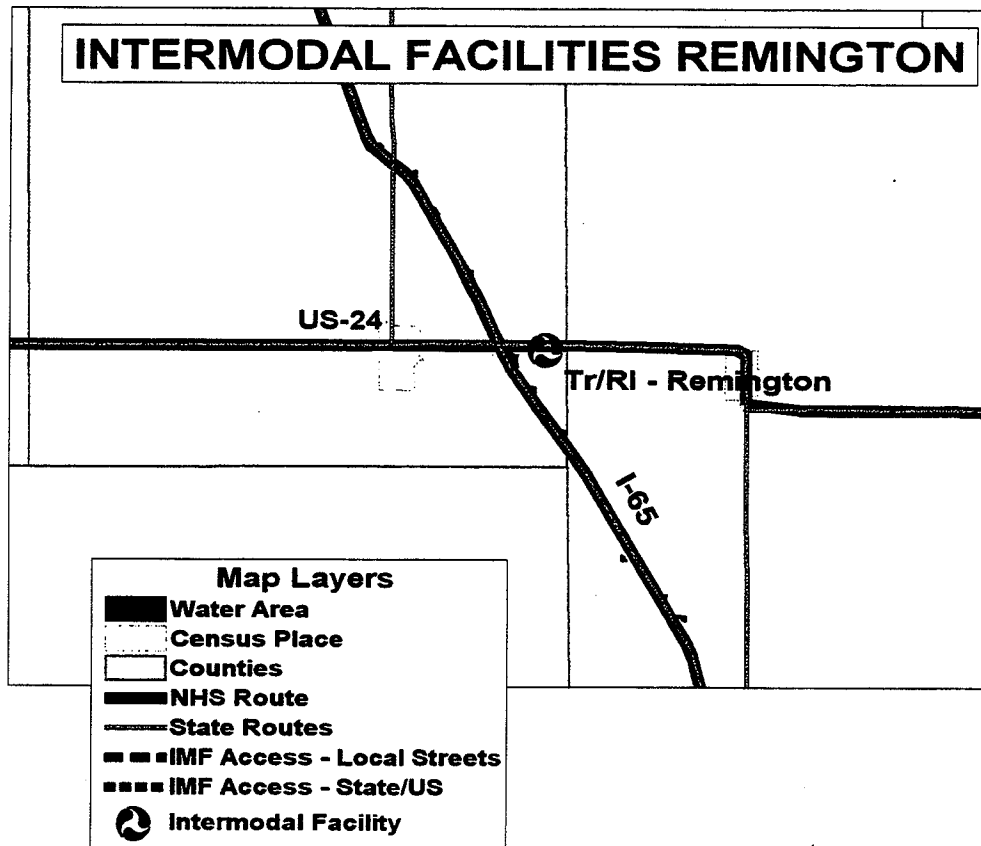 INTERMODAL FACILITIES REMINGTON
US-24
Tr/Rl - Remington
I-65
Map Layers
Water Area
Census Place
Counties
NHS Route
State Routes
IMF Access - Local Streets
IMF Access - State/US
Intermodal Facility